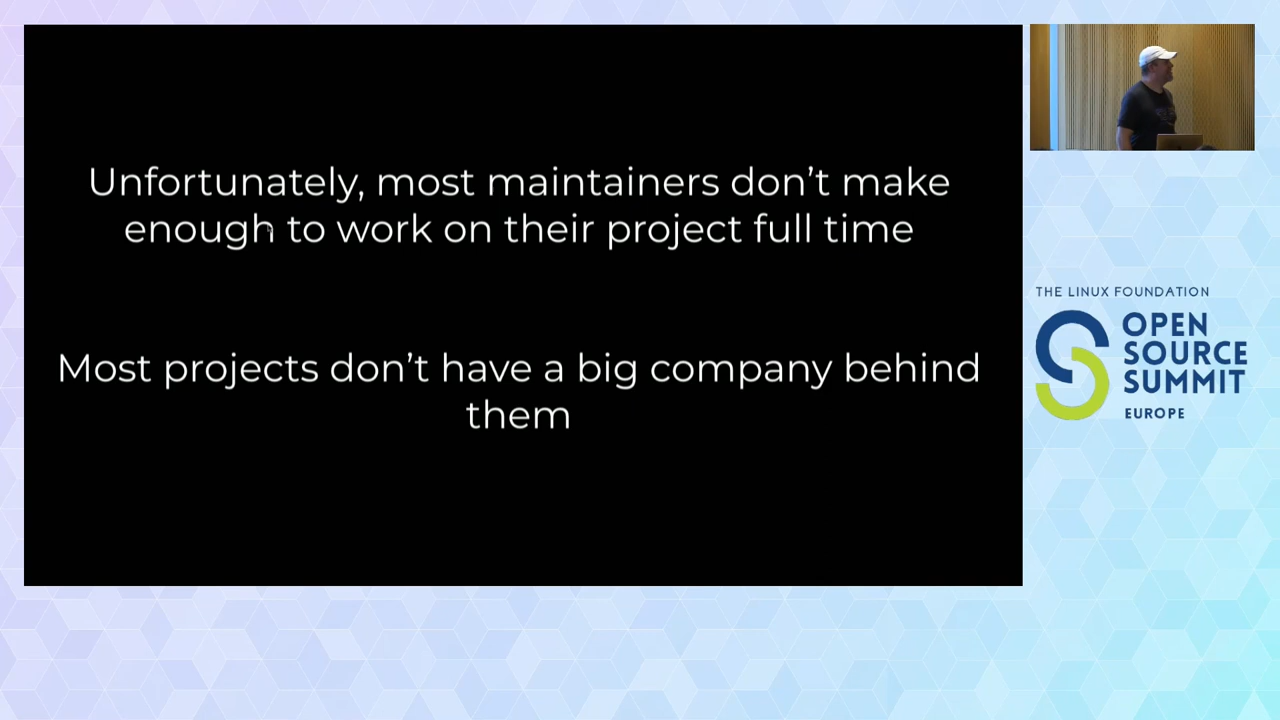 Unfortunately, most maintainers don’t make
enough to work on their project full time
Most projects don’t have a big company behind
them
THE LINUX FOUNDATION
OPEN
SOURCE
SUMMIT
EUROPE